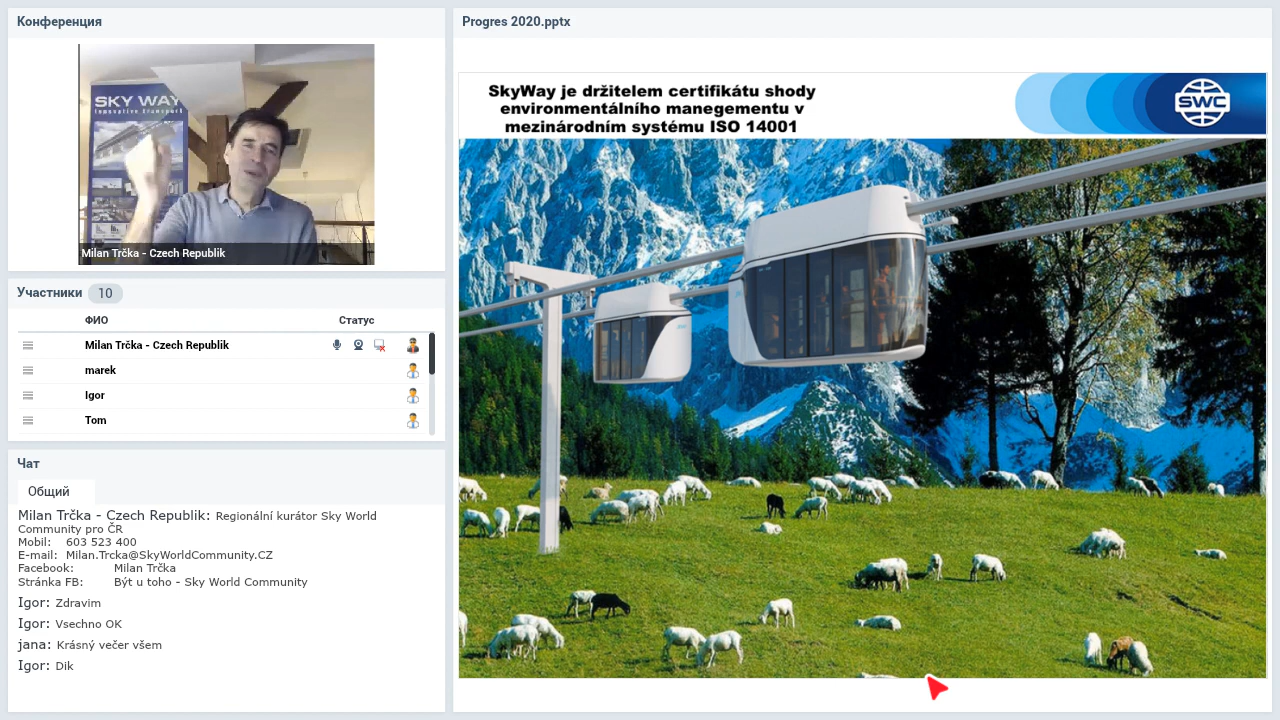 Конференция
SKY WAY
Innovative transport
Milan Trčka - Czech Republik
Участники 10
ФИО Статус
Milan Trčka - Czech Republik
marek
Igor
Tom
Чат
Общий
Milan Trčka - Czech Republik: Regionální kurátor Sky World
Community pro ČR
Mobil: 603 523 400
E-mail: Milan.Trcka@SkyWorldCommunity.CZ
Facebook: Milan Trčka
Stránka FB: Být u toho - Sky World Community
Igor: Zdravim
Igor: Vsechno OK
jana: Krásný večer všem
Igor: Dik
Progres 2020.pptx
SkyWay je držitelem certifikátu shody
environmentálního manegementu v
mezinárodním systému ISO 14001
SWC